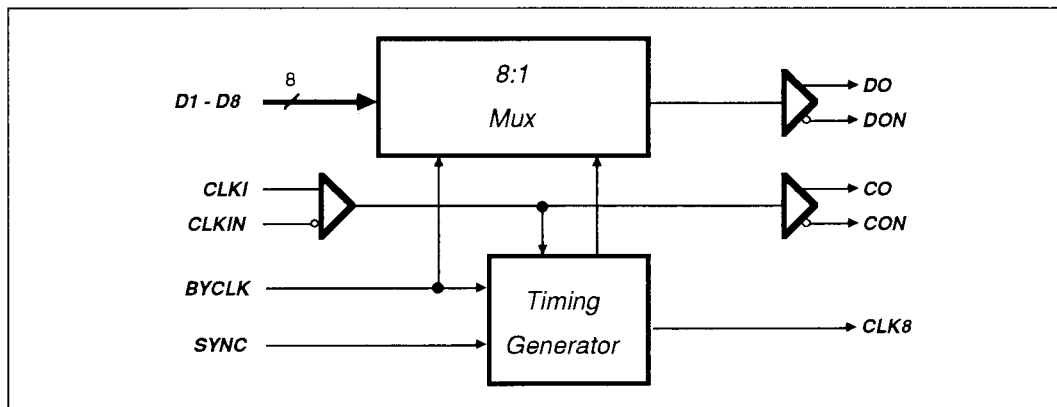 8:1
Mux
8
D1 - D8
DO
DON
CLKI
CLKIN
CO
CON
BYCLK
SYNC
Timing
Generator
CLK8